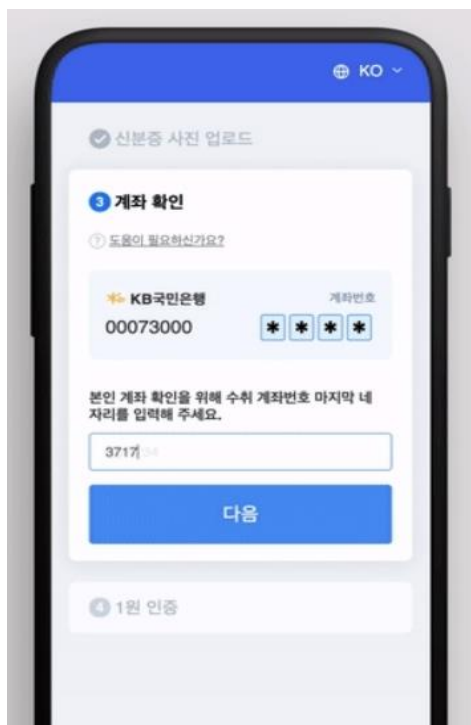 KO
신분증 사진 업로드
3 계좌 확인
? 도움이 필요하신가요?
KB국민은행 계좌번호
00073000 * * * *
본인 계좌 확인을 위해 수취 계좌번호 마지막 네
자리를 입력해 주세요.
3717
다음
4 1원 인증